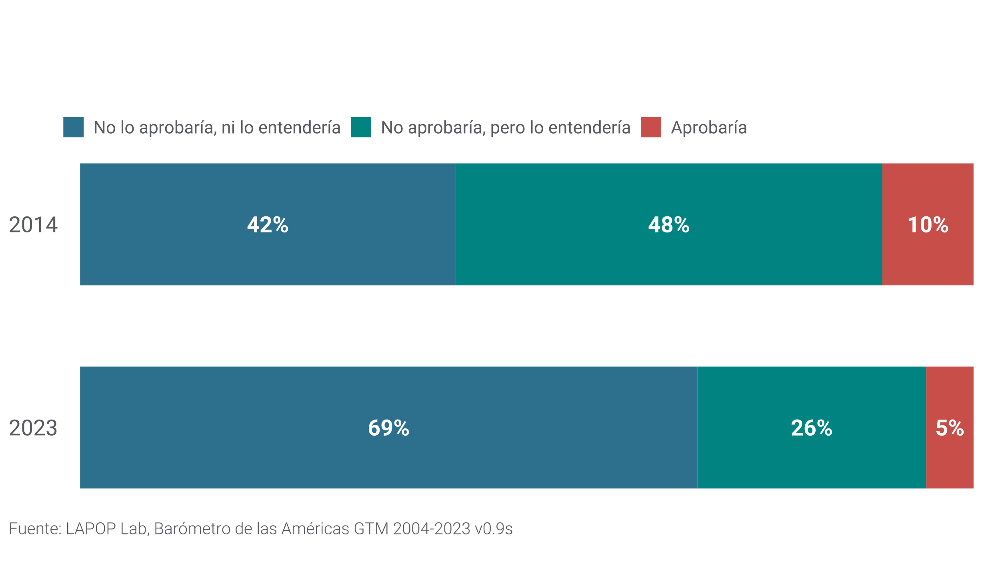 No lo aprobaría, ni lo entendería No aprobaría, pero lo entendería Aprobaría
2014 42% 48% 10%
2023 69% 26% 5%
Fuente: LAPOP Lab, Barómetro de las Américas GTM 2004-2023 v0.9s